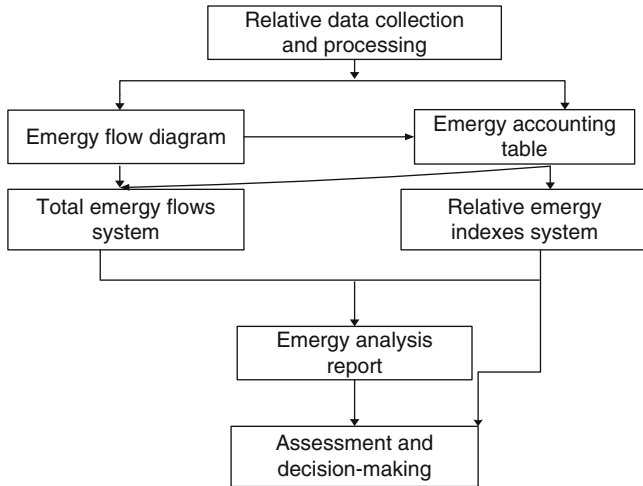 Relative data collection
and processing
Emergy flow diagram
Emergy accounting
table
Total emergy flows
system
Relative emergy
indexes system
Emergy analysis
report
Assessment and
decision-making